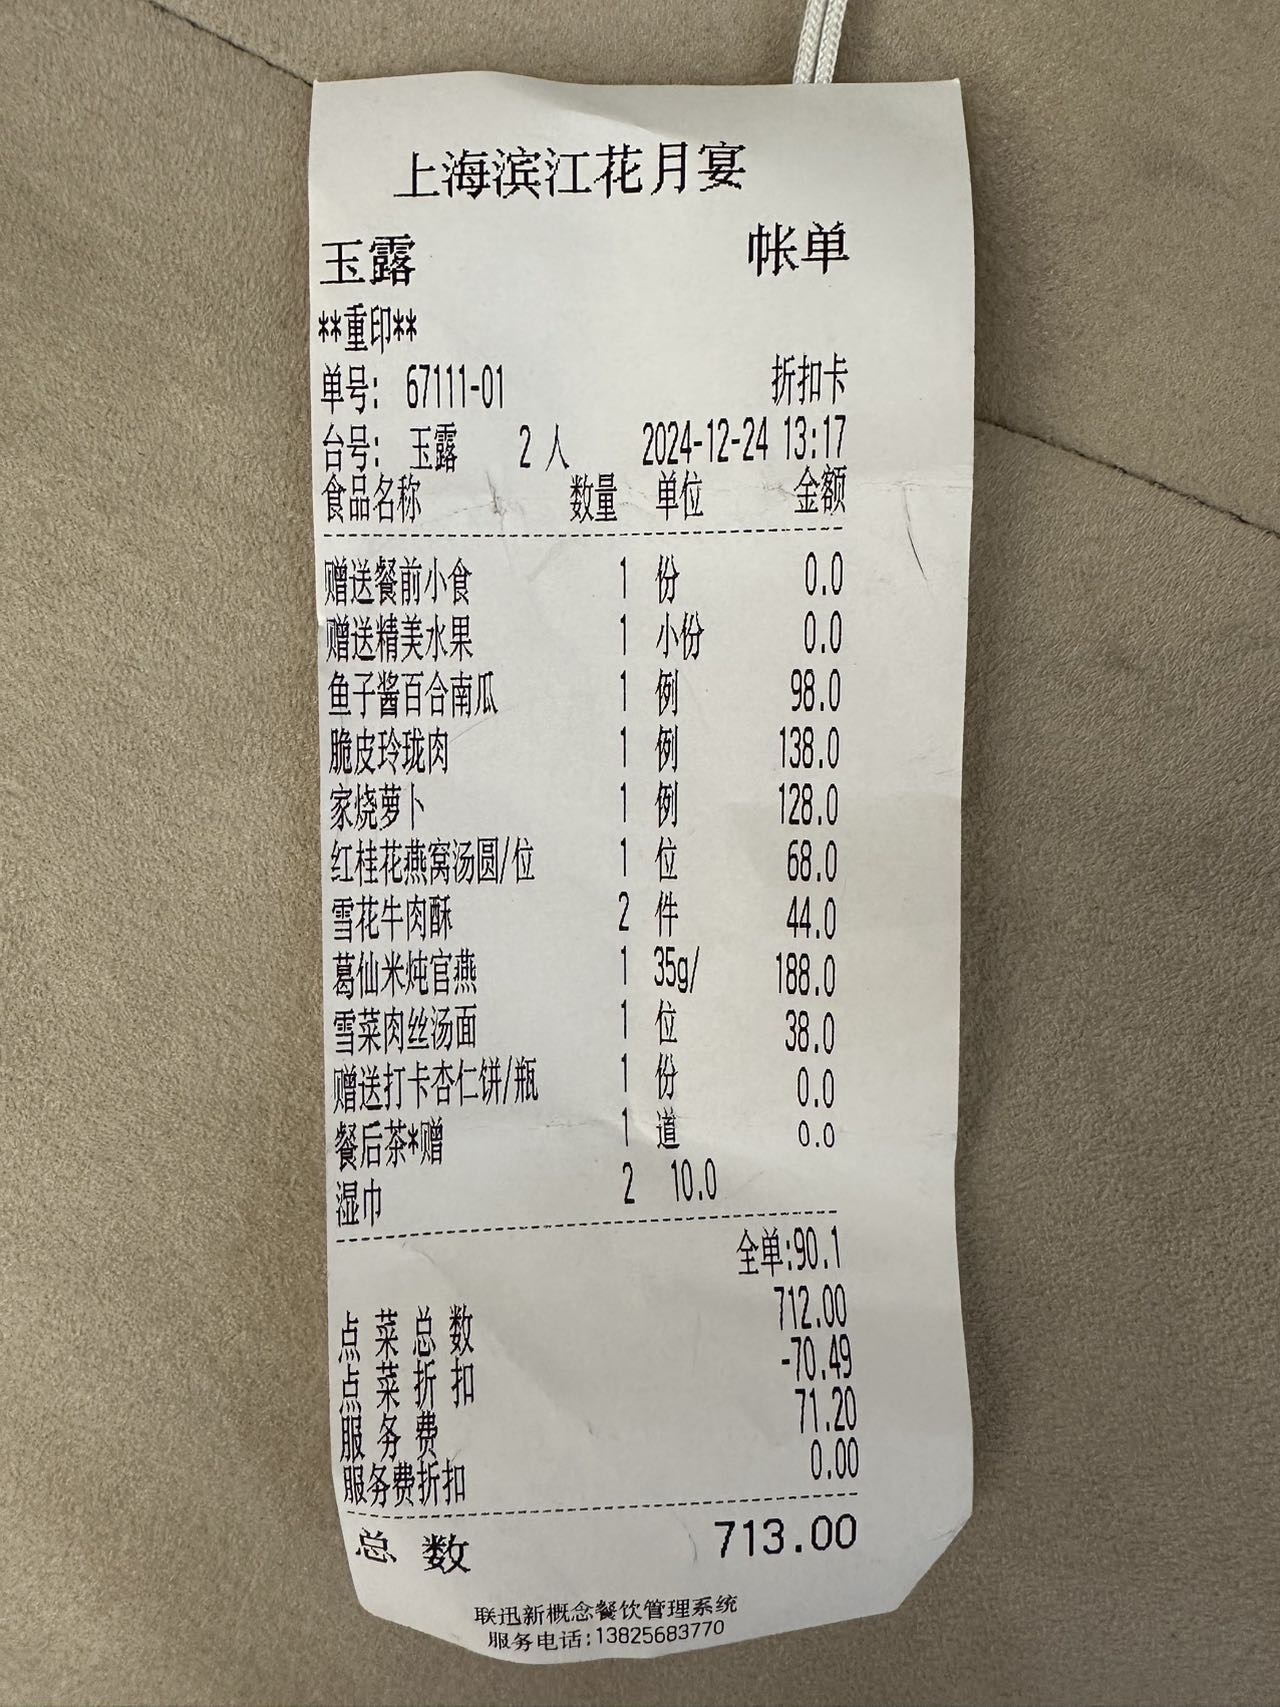 上海滨江花月宴
玉露 帐单
**重印**
单号: 67111-01 折扣卡
台号: 玉露 2 人 2024-12-24 13:17
食品名称 数量 单位 金额
赠送餐前小食 1 份 0.0
赠送精美水果 1 小份 0.0
鱼子酱百合南瓜 1 例 98.0
脆皮玲珑肉 1 例 138.0
家烧萝卜 1 例 128.0
红桂花燕窝汤圆/位 1 位 68.0
雪花牛肉酥 2 件 44.0
葛仙米炖官燕 1 35g/ 188.0
雪菜肉丝汤面 1 位 38.0
赠送打卡杏仁饼/瓶 1 份 0.0
餐后茶*赠 1 道 0.0
湿巾 2 10.0
全单:90.1
点菜总数 712.00
点菜折扣 -70.49
服务费 71.20
服务费折扣 0.00
总数 713.00
联迅新概念餐饮管理系统
服务电话:13825683770